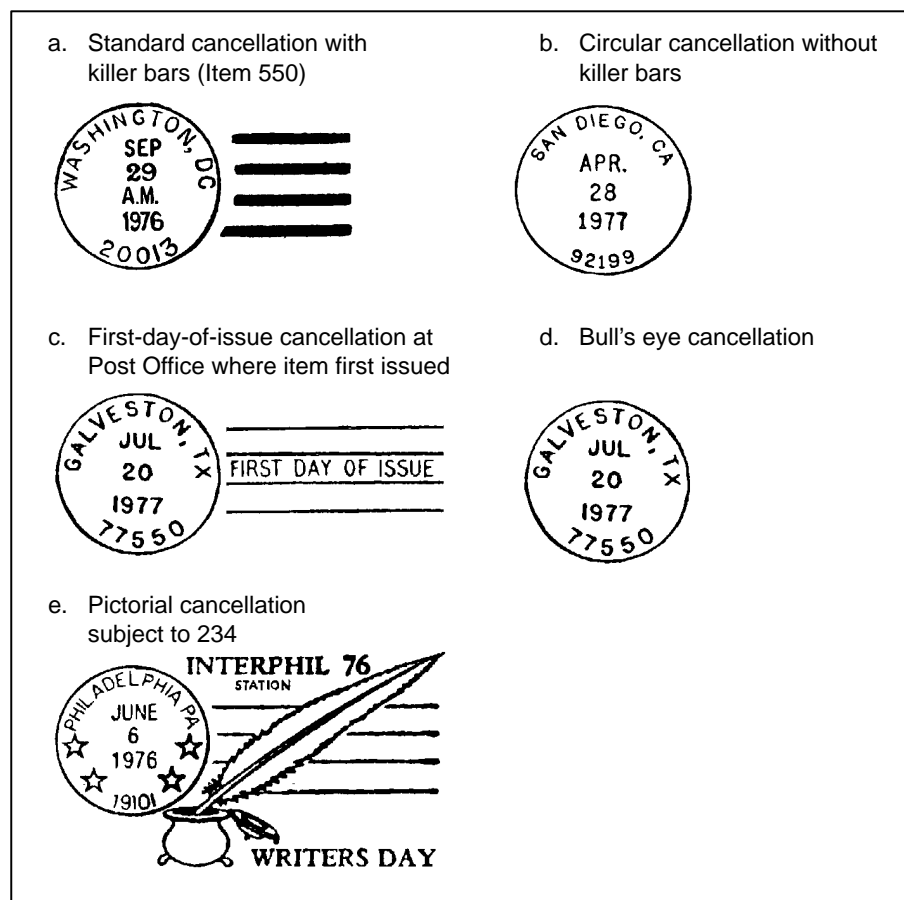 a. Standard cancellation with
killer bars (Item 550)
WASHINGTON, DC
SEP
29
A.M.
1976
20013
b. Circular cancellation without
killer bars
SAN DIEGO, CA
APR.
28
1977
92199
c. First-day-of-issue cancellation at
Post Office where item first issued
GALVESTON, TX
JUL
20
1977
77550
FIRST DAY OF ISSUE
d. Bull's eye cancellation
GALVESTON, TX
JUL
20
1977
77550
e. Pictorial cancellation
subject to 234
INTERPHIL 76
STATION
PHILADELPHIA PA
JUNE
6
1976
19101
WRITERS DAY